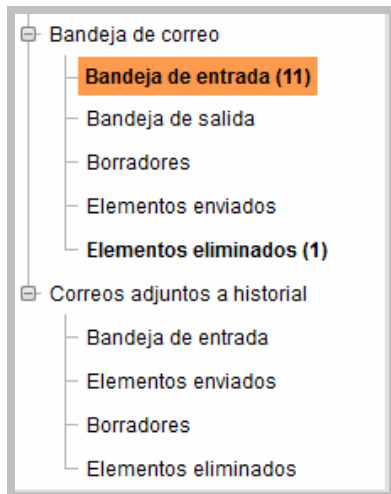 Bandeja de correo
Bandeja de entrada (11)
Bandeja de salida
Borradores
Elementos enviados
Elementos eliminados (1)
Correos adjuntos a historial
Bandeja de entrada
Elementos enviados
Borradores
Elementos eliminados